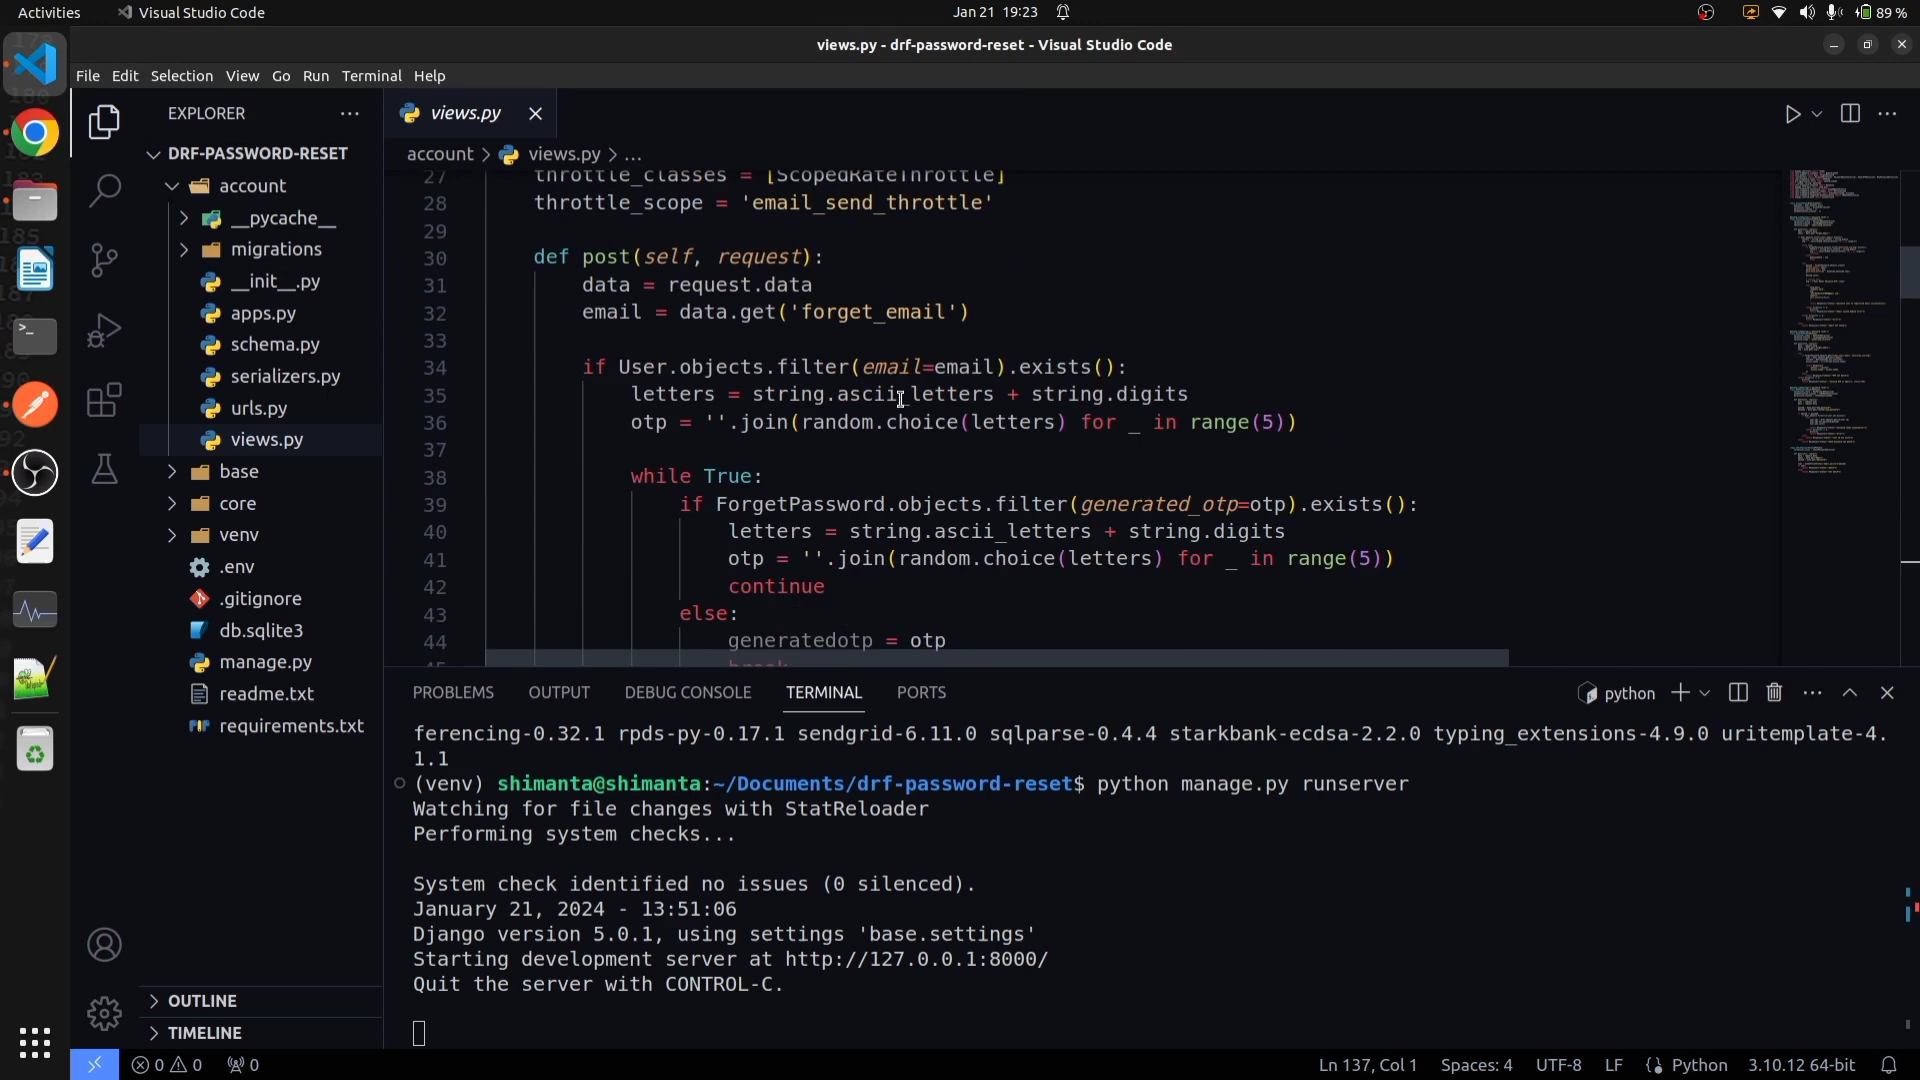 Activities
Visual Studio Code
Jan 21 19:23
89 %
views.py - drf-password-reset - Visual Studio Code
File Edit Selection View Go Run Terminal Help
EXPLORER
DRF-PASSWORD-RESET
account
__pycache__
migrations
__init__.py
apps.py
schema.py
serializers.py
urls.py
views.py
base
core
venv
.env
.gitignore
db.sqlite3
manage.py
readme.txt
requirements.txt
OUTLINE
TIMELINE
views.py
account > views.py > ...
27 throttle_classes = [ScopedRateThrottle]
28 throttle_scope = 'email_send_throttle'
29
30 def post(self, request):
31 data = request.data
32 email = data.get('forget_email')
33
34 if User.objects.filter(email=email).exists():
35 letters = string.ascii_letters + string.digits
36 otp = ''.join(random.choice(letters) for _ in range(5))
37
38 while True:
39 if ForgetPassword.objects.filter(generated_otp=otp).exists():
40 letters = string.ascii_letters + string.digits
41 otp = ''.join(random.choice(letters) for _ in range(5))
42 continue
43 else:
44 generatedotp = otp
45 break
PROBLEMS OUTPUT DEBUG CONSOLE TERMINAL PORTS
python
ferencing-0.32.1 rpds-py-0.17.1 sendgrid-6.11.0 sqlparse-0.4.4 starkbank-ecdsa-2.2.0 typing_extensions-4.9.0 uritemplate-4.
1.1
(venv) shimanta@shimanta:~/Documents/drf-password-reset$ python manage.py runserver
Watching for file changes with StatReloader
Performing system checks...
System check identified no issues (0 silenced).
January 21, 2024 - 13:51:06
Django version 5.0.1, using settings 'base.settings'
Starting development server at http://127.0.0.1:8000/
Quit the server with CONTROL-C.
0 0 0
Ln 137, Col 1 Spaces: 4 UTF-8 LF Python 3.10.12 64-bit